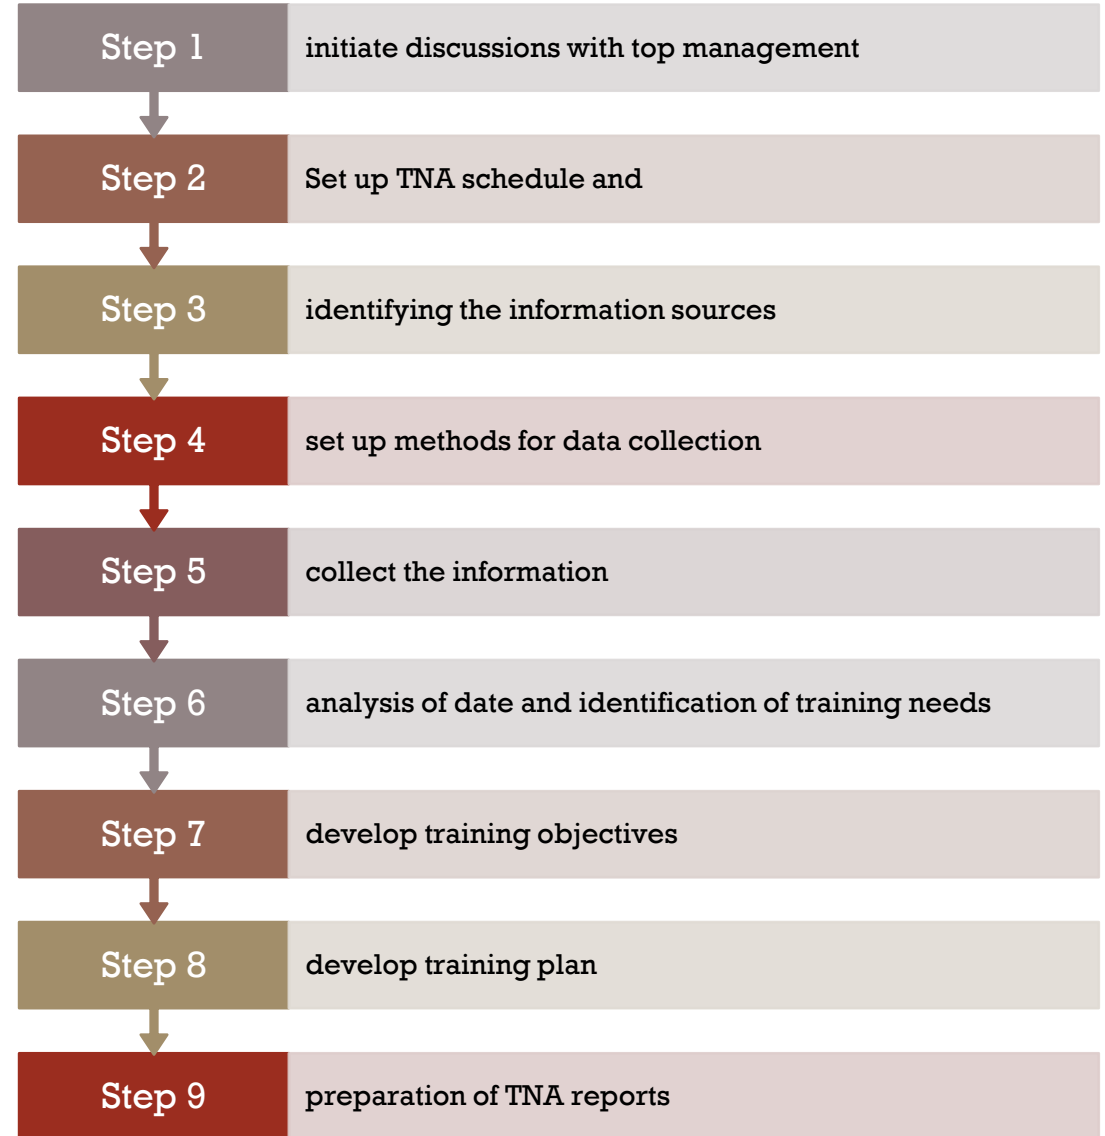 Step 1
initiate discussions with top management
Step 2
Set up TNA schedule and
Step 3
identifying the information sources
Step 4
set up methods for data collection
Step 5
collect the information
Step 6
analysis of date and identification of training needs
Step 7
develop training objectives
Step 8
develop training plan
Step 9
preparation of TNA reports